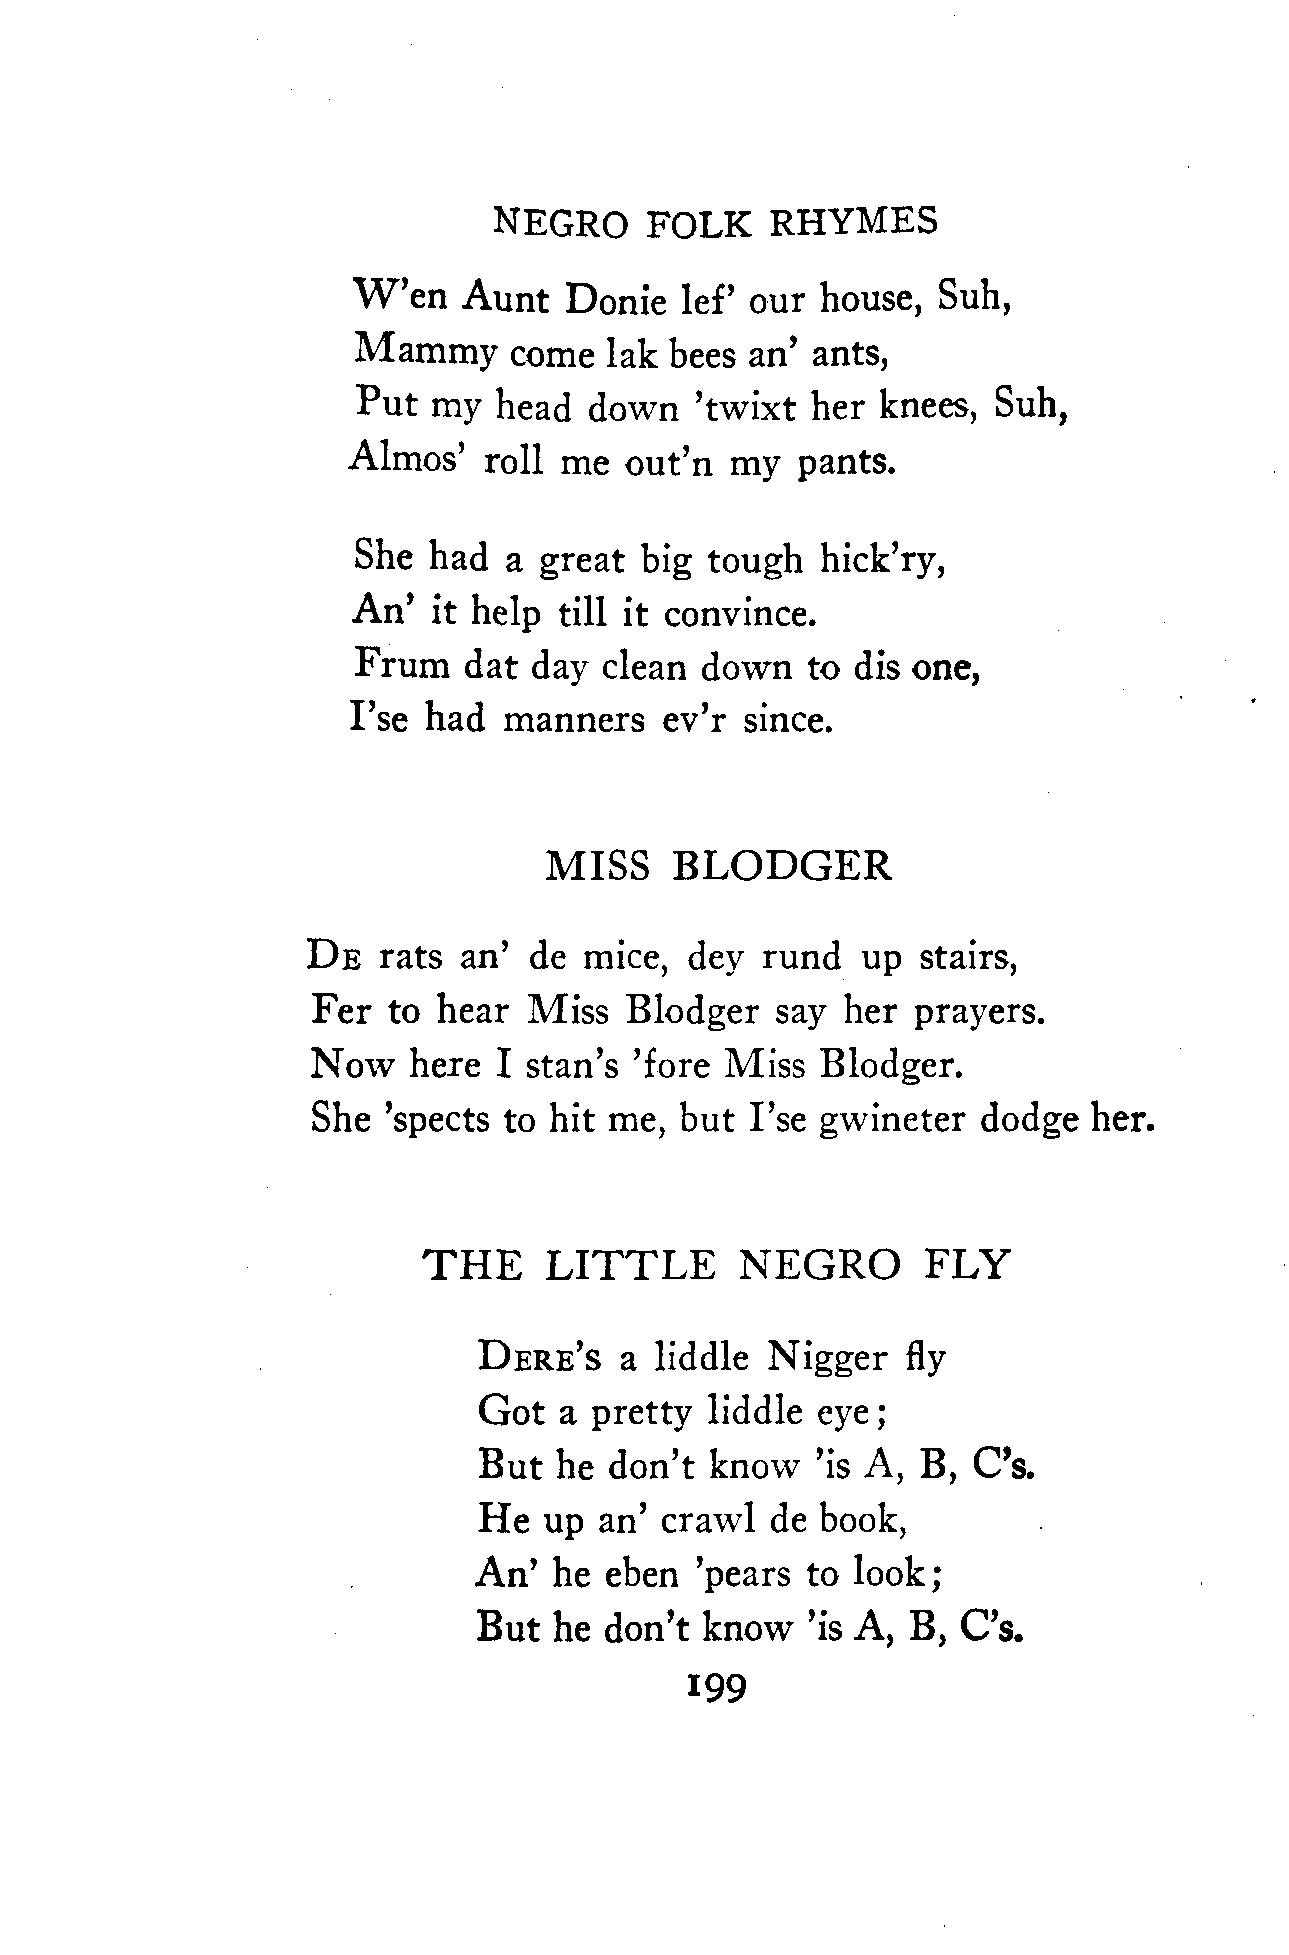 NEGRO FOLK RHYMES
W'en Aunt Donie lef' our house, Suh,
Mammy come lak bees an' ants,
Put my head down 'twixt her knees, Suh,
Almos' roll me out'n my pants.
She had a great big tough hick'ry,
An' it help till it convince.
Frum dat day clean down to dis one,
I'se had manners ev'r since.
MISS BLODGER
DE rats an' de mice, dey rund up stairs,
Fer to hear Miss Blodger say her prayers.
Now here I stan's 'fore Miss Blodger.
She 'spects to hit me, but I'se gwineter dodge her.
THE LITTLE NEGRO FLY
DERE'S a liddle Nigger fly
Got a pretty liddle eye;
But he don't know 'is A, B, C's.
He up an' crawl de book,
An' he eben 'pears to look;
But he don't know 'is A, B, C's.
199